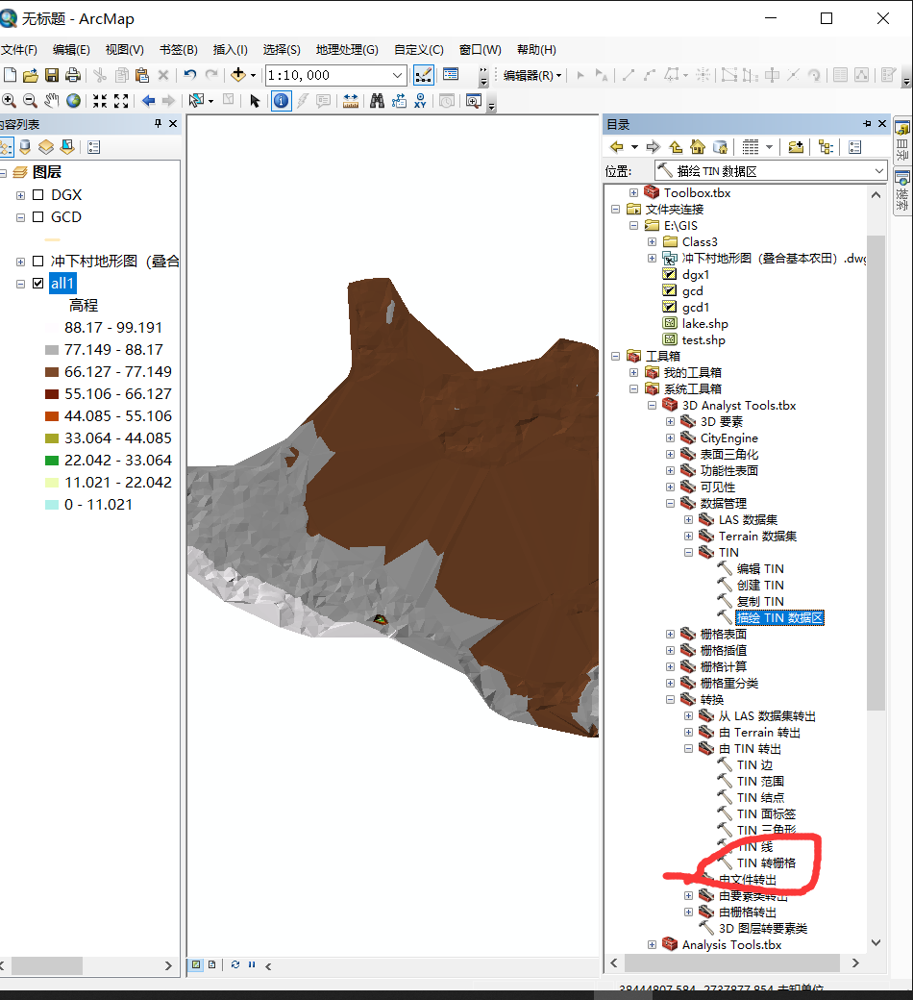 无标题 - ArcMap
文件(F) 编辑(E) 视图(V) 书签(B) 插入(I) 选择(S) 地理处理(G) 自定义(C) 窗口(W) 帮助(H)
1:10,000
编辑器(R)
内容列表
图层
DGX
GCD
冲下村地形图（叠合
all1
高程
88.17 - 99.191
77.149 - 88.17
66.127 - 77.149
55.106 - 66.127
44.085 - 55.106
33.064 - 44.085
22.042 - 33.064
11.021 - 22.042
0 - 11.021
目录
位置: 描绘 TIN 数据区
Toolbox.tbx
文件夹连接
E:\GIS
Class3
冲下村地形图（叠合基本农田）.dwg
dgx1
gcd
gcd1
lake.shp
test.shp
工具箱
我的工具箱
系统工具箱
3D Analyst Tools.tbx
3D 要素
CityEngine
表面三角化
功能性表面
可见性
数据管理
LAS 数据集
Terrain 数据集
TIN
编辑 TIN
创建 TIN
复制 TIN
描绘 TIN 数据区
栅格表面
栅格插值
栅格计算
栅格重分类
转换
从 LAS 数据集转出
由 Terrain 转出
由 TIN 转出
TIN 边
TIN 范围
TIN 结点
TIN 面标签
TIN 三角形
TIN 线
TIN 转栅格
由文件转出
由要素类转出
由栅格转出
3D 图层转要素类
Analysis Tools.tbx
目录
搜索
38444807.584 -2737877.854 未知单位